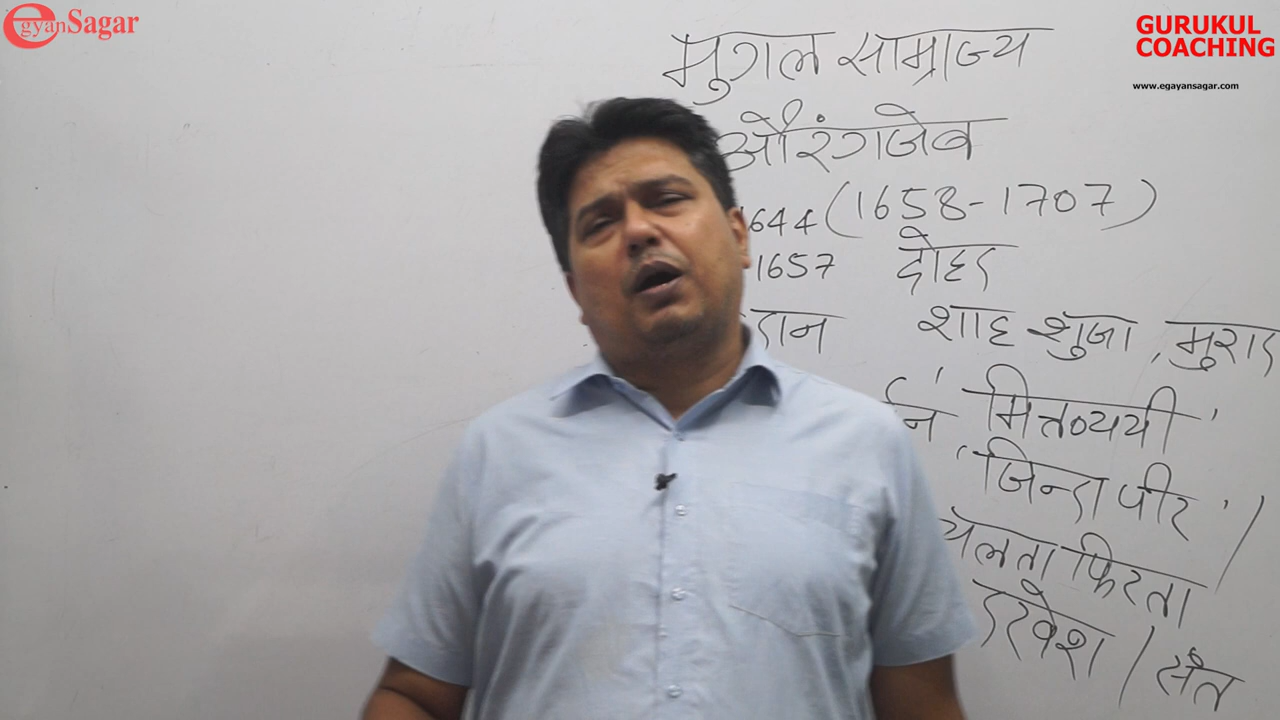 egyanSagar
GURUKUL
COACHING
www.egayansagar.com
मुगल साम्राज्य
औरंगजेब
1644 (1658-1707)
1657 दोहद
शाह शुजा , मुराद
' मितव्ययी '
' जिन्दा पीर ' /
चलता फिरता
दरवेश / संत